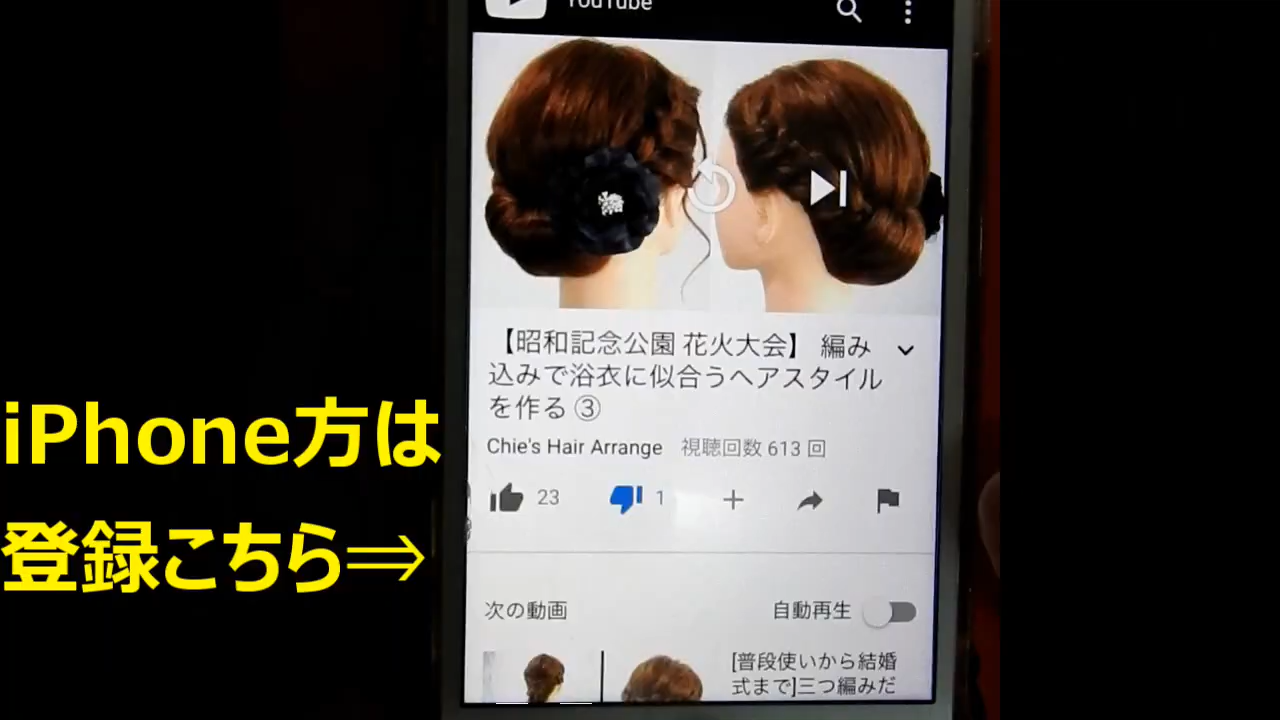 YouTube
【昭和記念公園 花火大会】 編み
込みで浴衣に似合うヘアスタイル
を作る ③
Chie's Hair Arrange 視聴回数 613 回
23 1
次の動画 自動再生
[普段使いから結婚
式まで]三つ編みだ
iPhone方は
登録こちら⇒